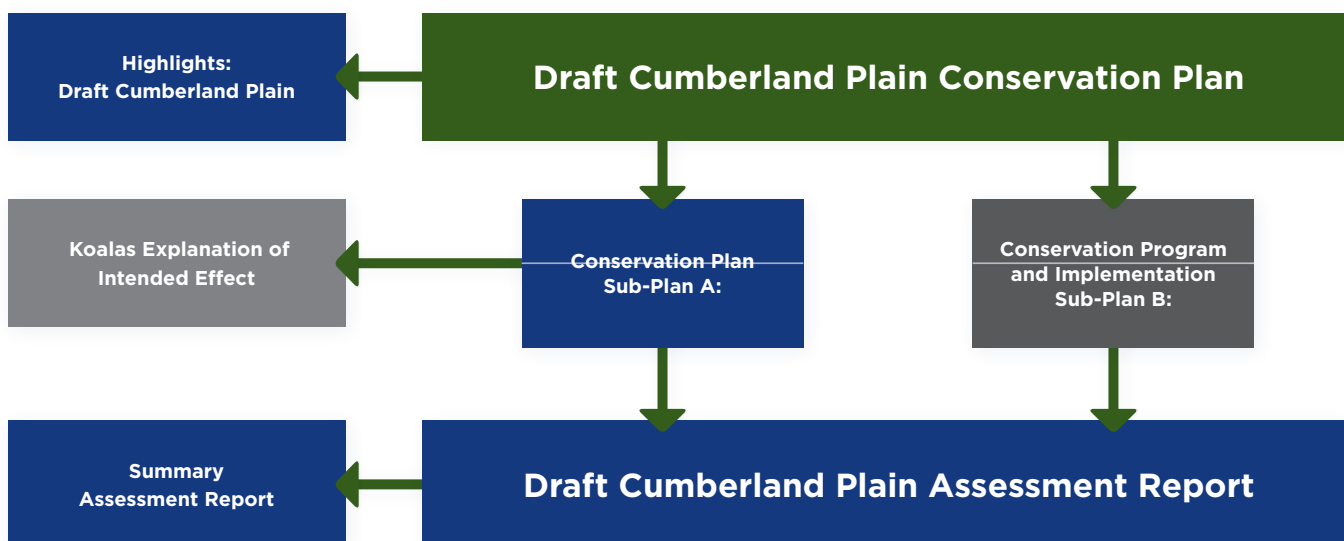 Highlights:
Draft Cumberland Plain
Draft Cumberland Plain Conservation Plan
Koalas Explanation of
Intended Effect
Conservation Plan
Sub-Plan A:
Conservation Program
and Implementation
Sub-Plan B:
Summary
Assessment Report
Draft Cumberland Plain Assessment Report